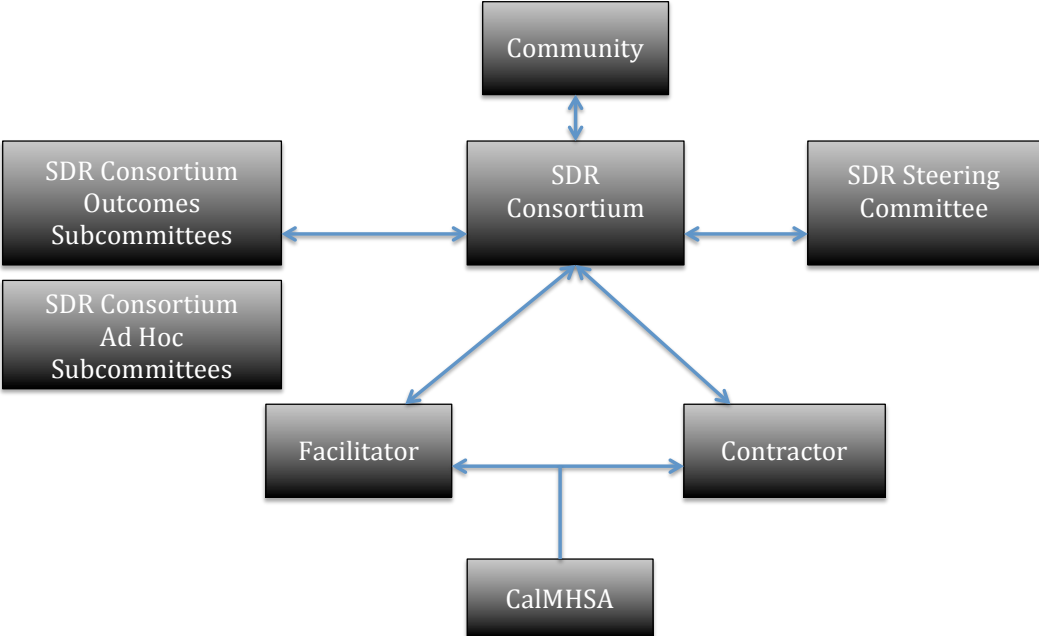 Community
SDR Consortium
Outcomes
Subcommittees
SDR
Consortium
SDR Steering
Committee
SDR Consortium
Ad Hoc
Subcommittees
Facilitator
Contractor
CalMHSA